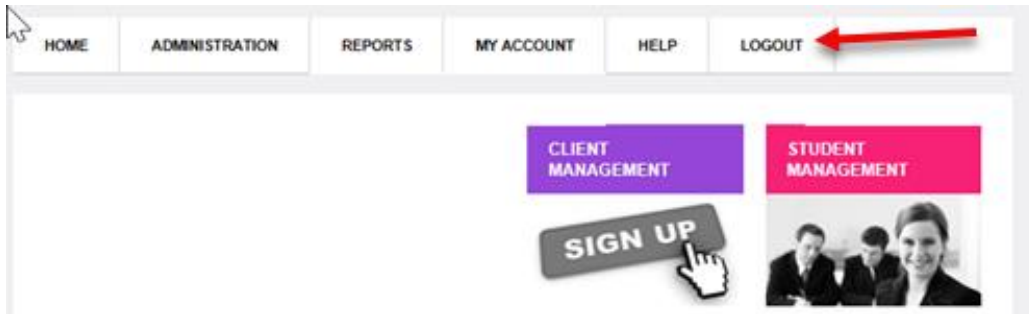 HOME ADMINISTRATION REPORTS MY ACCOUNT HELP LOGOUT
CLIENT
MANAGEMENT
STUDENT
MANAGEMENT
SIGN UP